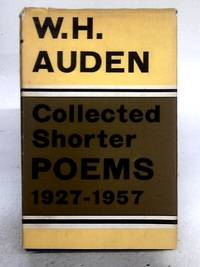 W.H.
AUDEN
Collected
Shorter
POEMS
1927-1957